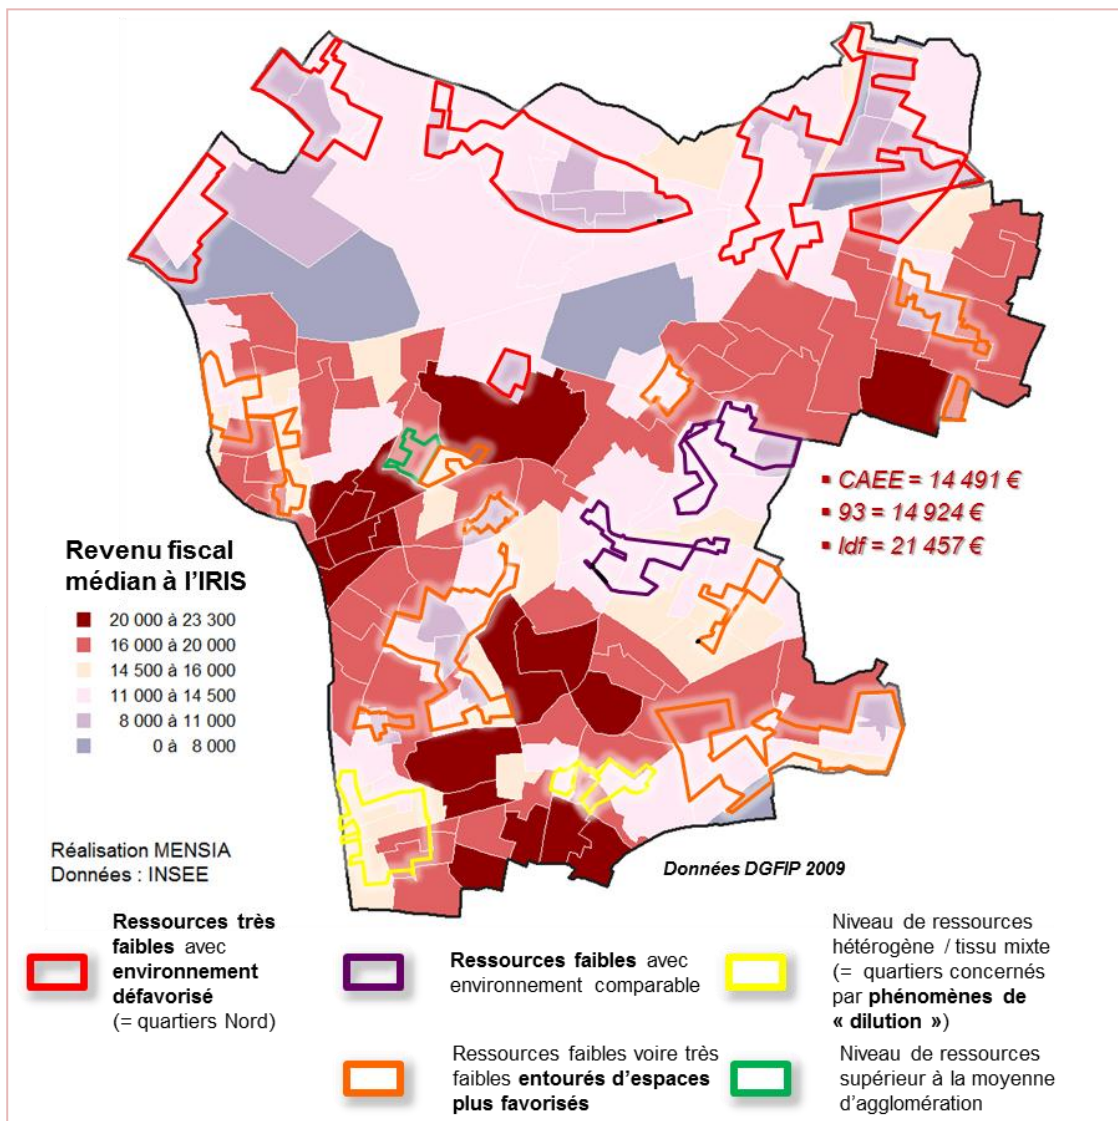 ▪ CAEE = 14 491 €
▪ 93 = 14 924 €
▪ Idf = 21 457 €
Revenu fiscal
médian à l'IRIS
20 000 à 23 300
16 000 à 20 000
14 500 à 16 000
11 000 à 14 500
8 000 à 11 000
0 à 8 000
Réalisation MENSIA
Données : INSEE
Données DGFIP 2009
Ressources très
faibles avec
environnement
défavorisé
(= quartiers Nord)
Ressources faibles avec
environnement comparable
Niveau de ressources
hétérogène / tissu mixte
(= quartiers concernés
par phénomènes de
« dilution »)
Ressources faibles voire très
faibles entourés d'espaces
plus favorisés
Niveau de ressources
supérieur à la moyenne
d'agglomération